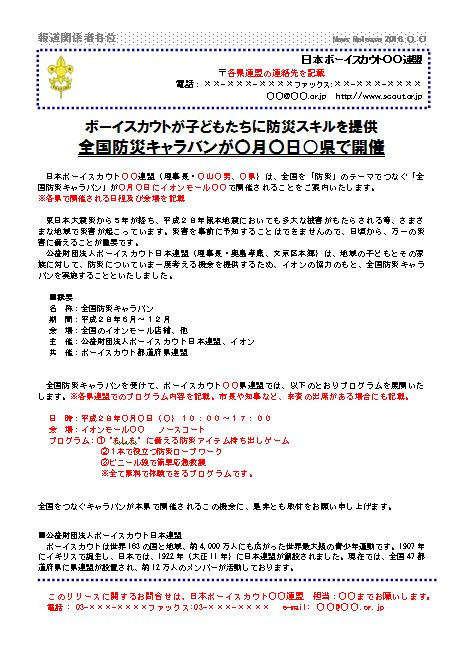 報道関係者各位 News Release 2016.〇.〇
日本ボーイスカウト〇〇連盟
〒各県連盟の連絡先を記載
電話：××-×××-××××ファックス:××-×××-××××
〇〇@〇〇.or.jp http://www.scout.or.jp
ボーイスカウトが子どもたちに防災スキルを提供
全国防災キャラバンが〇月〇日〇県で開催
日本ボーイスカウト〇〇連盟（理事長・〇山〇男、〇県）は、全国を「防災」のテーマでつなぐ「全
国防災キャラバン」が〇月〇日にイオンモール〇〇で開催されることをご案内いたします。
※各県で開催される日程及び会場を記載
東日本大震災から５年が経ち、平成２８年熊本地震においても多大な被害がもたらされる等、さまざ
まな地域で災害が起こっています。災害を事前に予知することはできませんので、日頃から、万一の災
害に備えることが重要です。
公益財団法人ボーイスカウト日本連盟（理事長・奥島孝康、文京区本郷）は、地域の子どもとその家
族に対して、防災についていま一度考える機会を提供するため、イオンの協力のもと、全国防災キャラ
バンを実施することといたしました。
■概要
名 称：全国防災キャラバン
期 間：平成２８年６月～１２月
会 場：全国のイオンモール店舗、他
主 催：公益財団法人ボーイスカウト日本連盟、イオン
共 催：ボーイスカウト都道府県連盟
全国防災キャラバンを受けて、ボーイスカウト〇〇県連盟では、以下のとおりプログラムを展開いた
します。※各県連盟でのプログラム内容を記載。市長や知事など、来賓の出席がある場合にも記載。
日 時：平成２８年〇月〇日（〇）１０：００～１７：００
会 場：イオンモール〇〇 ノースコート
プログラム：①“もしも”に備える防災アイテム持ち出しゲーム
②１本で役立つ防災ロープワーク
③ビニール袋で簡単応急救護
※全て無料で体験できるプログラムです。
全国をつなぐキャラバンが本県で開催されるこの機会に、是非とも取材をお願い申し上げます。
■公益財団法人ボーイスカウト日本連盟
ボーイスカウトは世界163の国と地域、約4,000万人にも広がった世界最大規模の青少年運動です。1907年
にイギリスで誕生し、日本では、1922年（大正11年）に日本連盟が創設されました。現在では、全国47都
道府県に県連盟が設置され、約12万人のメンバーが活動しております。
このリリースに関するお問合せは、日本ボーイスカウト〇〇連盟 担当：〇〇までお願いします。
電話： 03-×××-××××ファックス:03-×××-×××× e-mail: 〇〇@〇〇.or.jp